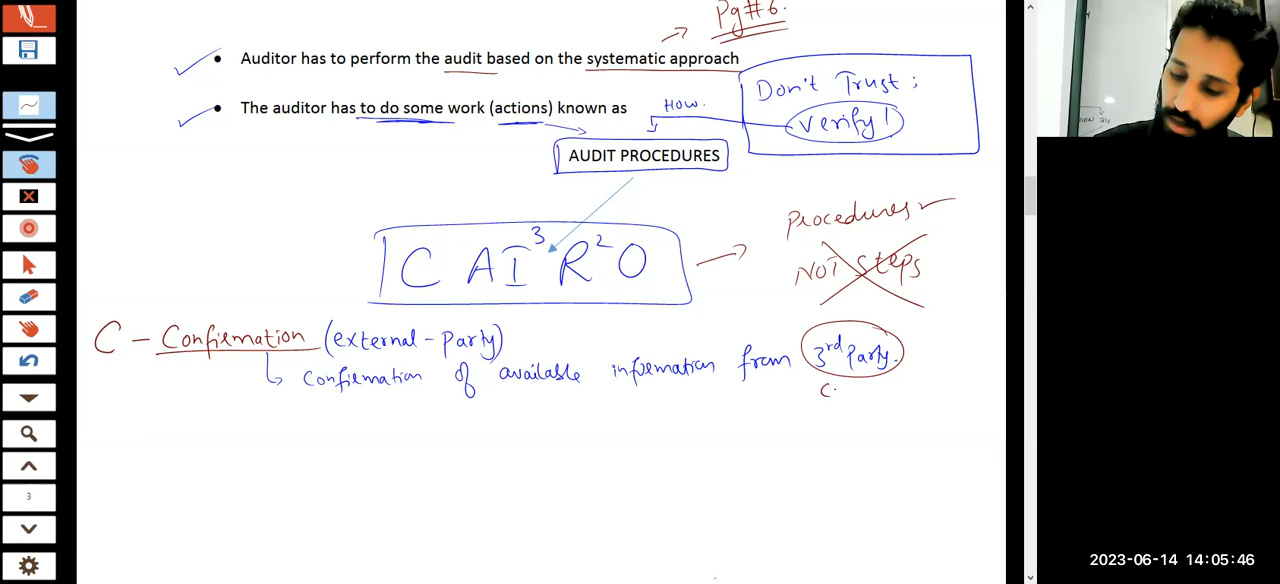 Pg#6.
• Auditor has to perform the audit based on the systematic approach
Don't Trust;
verify!
• The auditor has to do some work (actions) known as
HOW.
AUDIT PROCEDURES
C AI³R²O
Procedures
NOT Steps
C – Confirmation (external-Party)
Confirmation of available information from 3rd Party.
C.
3
2023-06-14 14:05:46